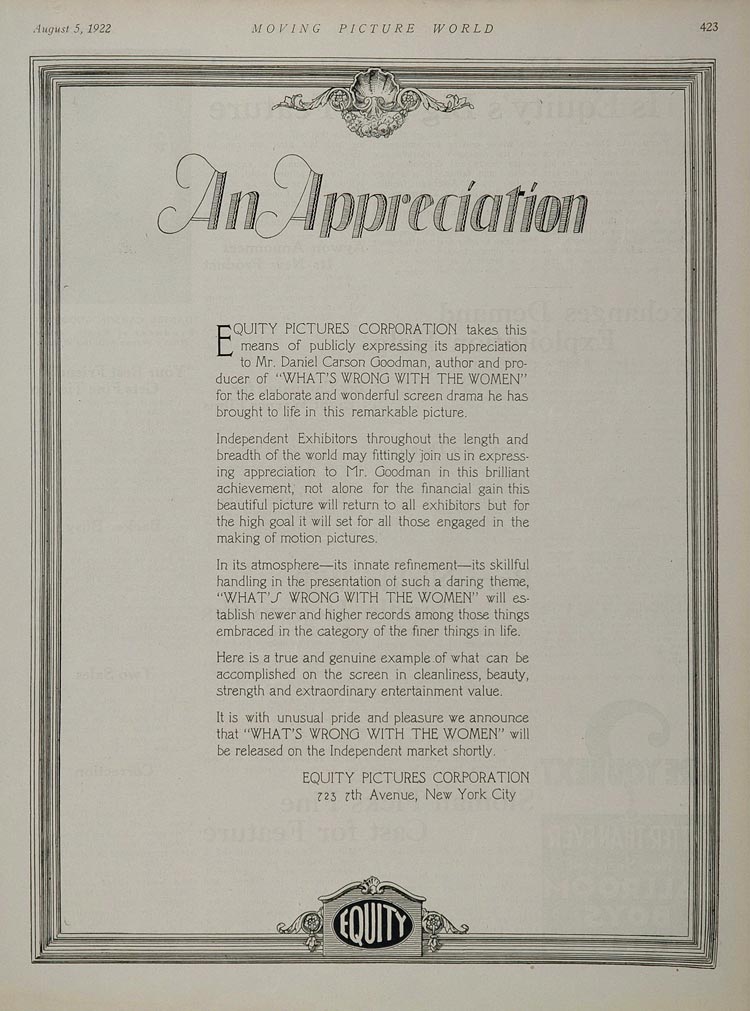 August 5, 1922 MOVING PICTURE WORLD 423
An Appreciation
EQUITY PICTURES CORPORATION takes this
means of publicly expressing its appreciation
to Mr. Daniel Carson Goodman, author and pro-
ducer of "WHAT'S WRONG WITH THE WOMEN"
for the elaborate and wonderful screen drama he has
brought to life in this remarkable picture.
Independent Exhibitors throughout the length and
breadth of the world may fittingly join us in express-
ing appreciation to Mr. Goodman in this brilliant
achievement, not alone for the financial gain this
beautiful picture will return to all exhibitors but for
the high goal it will set for all those engaged in the
making of motion pictures.
In its atmosphere—its innate refinement—its skillful
handling in the presentation of such a daring theme,
"WHAT'S WRONG WITH THE WOMEN" will es-
tablish newer and higher records among those things
embraced in the category of the finer things in life.
Here is a true and genuine example of what can be
accomplished on the screen in cleanliness, beauty,
strength and extraordinary entertainment value.
It is with unusual pride and pleasure we announce
that "WHAT'S WRONG WITH THE WOMEN" will
be released on the Independent market shortly.
EQUITY PICTURES CORPORATION
723 7th Avenue, New York City
EQUITY